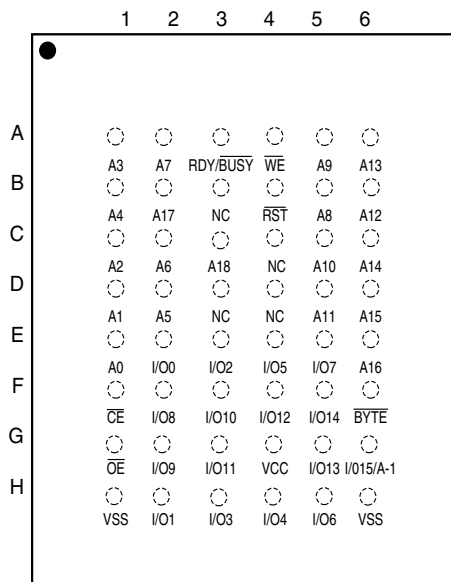 1 2 3 4 5 6
A
A3 A7 RDY/BUSY WE A9 A13
B
A4 A17 NC RST A8 A12
C
A2 A6 A18 NC A10 A14
D
A1 A5 NC NC A11 A15
E
A0 I/O0 I/O2 I/O5 I/O7 A16
F
CE I/O8 I/O10 I/O12 I/O14 BYTE
G
OE I/O9 I/O11 VCC I/O13 I/015/A-1
H
VSS I/O1 I/O3 I/O4 I/O6 VSS